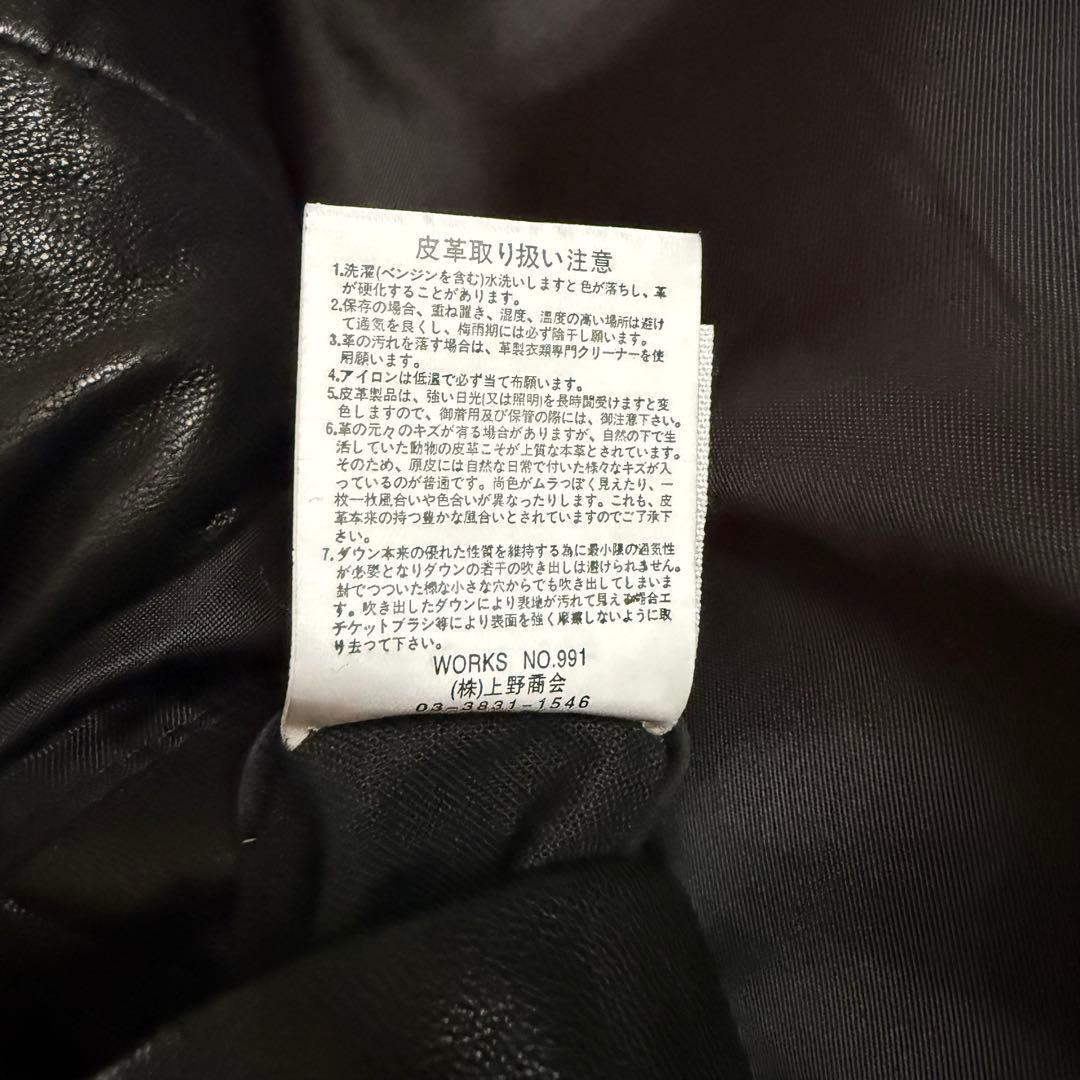 皮革取り扱い注意
1.洗濯(ベンジンを含む)水洗いしますと色が落ちし、革
が硬化することがあります。
2.保存の場合、重ね置き、湿度、温度の高い場所は避け
て通気を良くし、梅雨期には必ず陰干し願います。
3.革の汚れを落す場合は、革製衣類専門クリーナーを使
用願います。
4.アイロンは低温で必ず当て布願います。
5.皮革製品は、強い日光(又は照明)を長時間受けますと変
色しますので、御着用及び保管の際には、御注意下さい。
6.革の元々のキズが有る場合がありますが、自然の下で生
活していた動物の皮革こそが上質な本革とされています。
そのため、原皮には自然な日常で付いた様々なキズが入
っているのが普通です。尚色がムラっぽく見えたり、一
枚一枚風合いや色合いが異なったりします。これも、皮
革本来の持つ豊かな風合いとされていますのでご了承下
さい。
7.ダウン本来の優れた性質を維持する為に最小限の通気性
が必要となりダウンの若干の吹き出しは避けられません。
針でつついた様な小さな穴からでも吹き出してしまいま
す。吹き出したダウンにより表地が汚れて見える場合エ
チケットブラシ等により表面を強く摩擦しないように取
り去って下さい。
WORKS NO.991
(株)上野商会
03-3831-1546